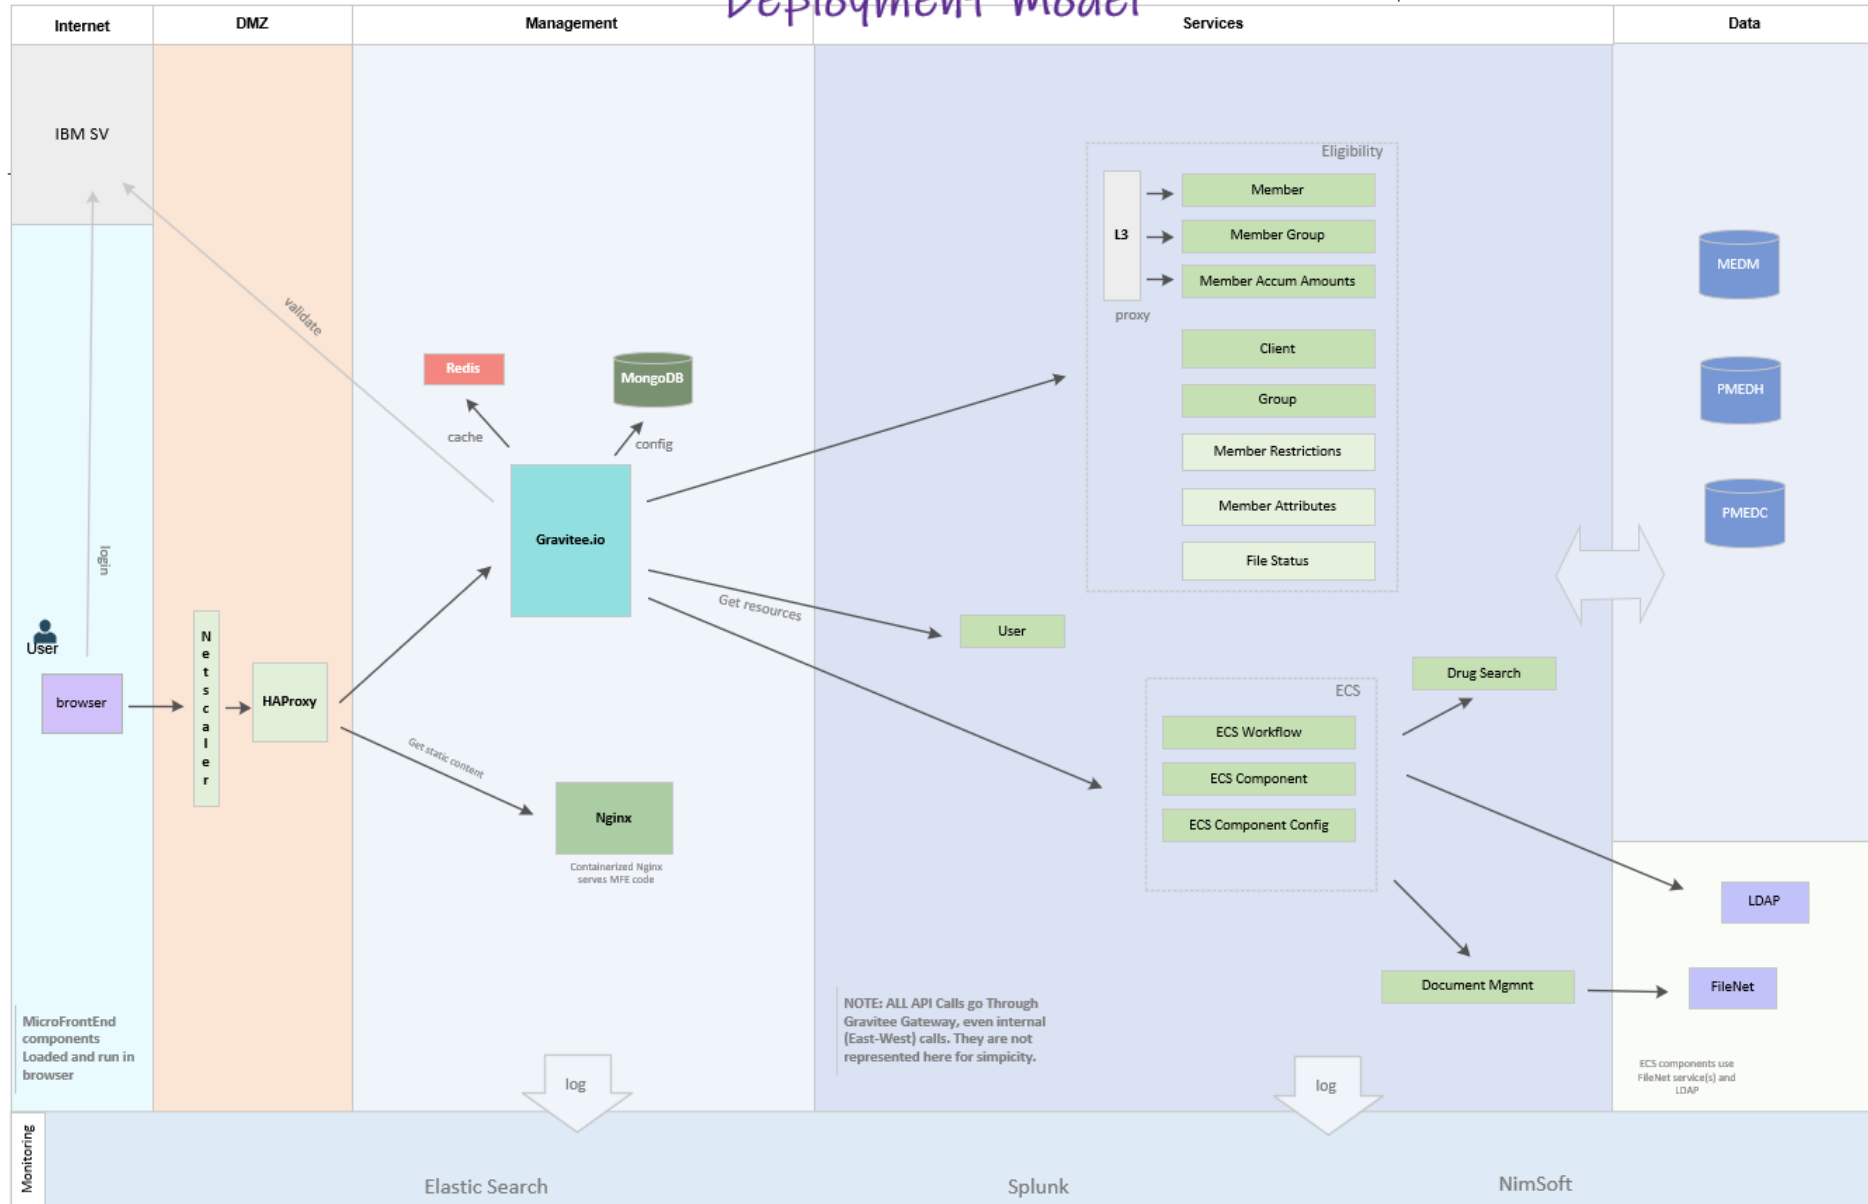 Deployment Model
Internet
DMZ
Management
Services
Data
IBM SV
validate
login
User
browser
Netscaler
HAProxy
Redis
MongoDB
cache
config
Gravitee.io
Get resources
Get static content
Nginx
Containerized Nginx
serves MFE code
Eligibility
L3
proxy
Member
Member Group
Member Accum Amounts
Client
Group
Member Restrictions
Member Attributes
File Status
User
ECS
ECS Workflow
ECS Component
ECS Component Config
Drug Search
Document Mgmnt
MEDM
PMEDH
PMEDC
LDAP
FileNet
ECS components use
FileNet service(s) and
LDAP
MicroFrontEnd
components
Loaded and run in
browser
NOTE: ALL API Calls go Through
Gravitee Gateway, even internal
(East-West) calls. They are not
represented here for simpicity.
log
log
Monitoring
Elastic Search
Splunk
NimSoft